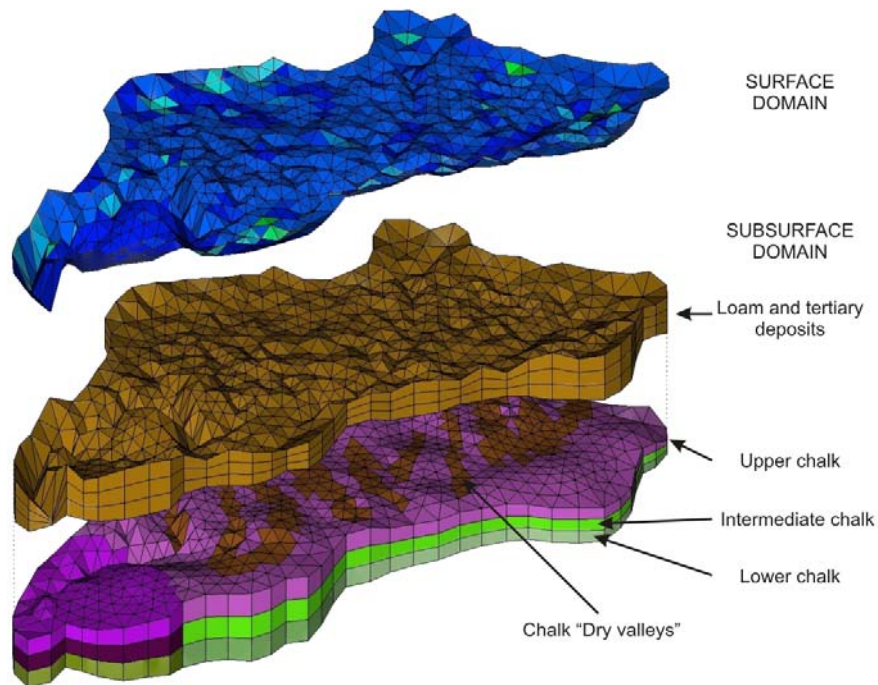 SURFACE
DOMAIN
SUBSURFACE
DOMAIN
Loam and tertiary
deposits
Upper chalk
Intermediate chalk
Lower chalk
Chalk “Dry valleys”